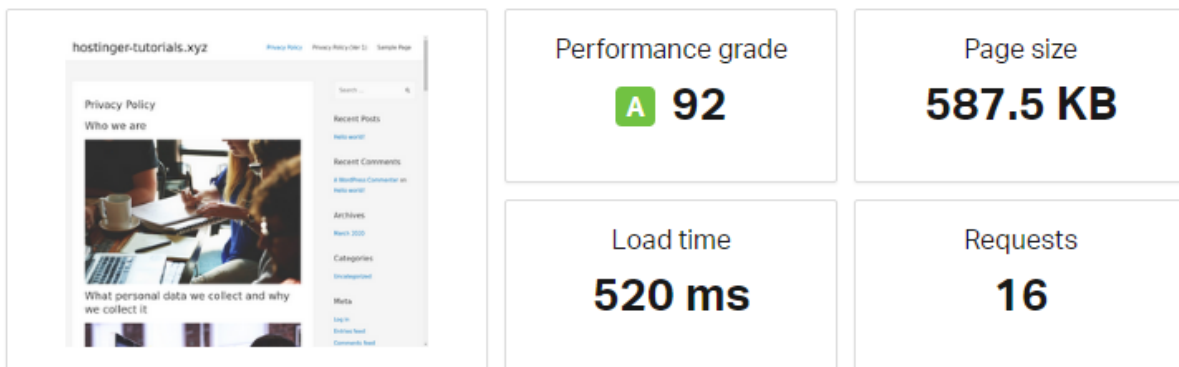 hostinger-tutorials.xyz
Privacy Policy
Privacy Policy (Ver 1)
Sample Page
Privacy Policy
Who we are
What personal data we collect and why
we collect it
Search ...
Recent Posts
Hello world!
Recent Comments
A WordPress Commenter on
Hello world!
Archives
March 2020
Categories
Uncategorized
Meta
Log in
Entries feed
Comments feed
Performance grade
A 92
Page size
587.5 KB
Load time
520 ms
Requests
16